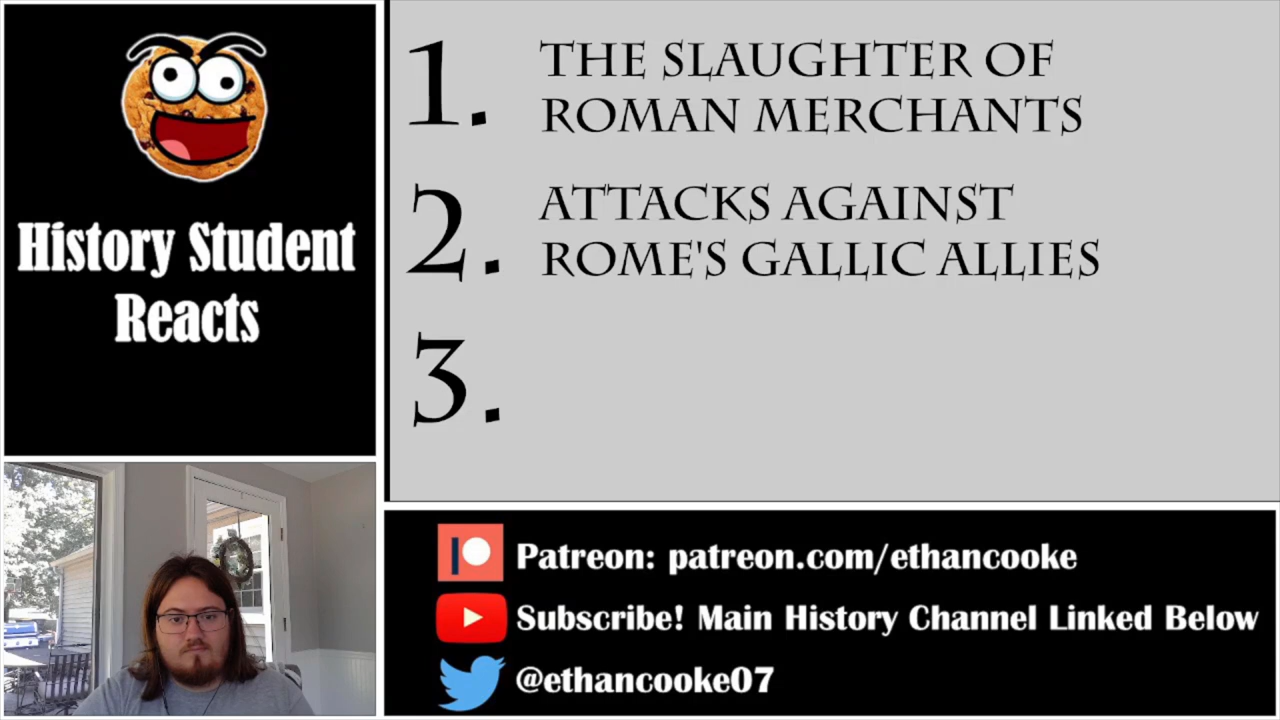 History Student
Reacts
1. THE SLAUGHTER OF
ROMAN MERCHANTS
2. ATTACKS AGAINST
ROME'S GALLIC ALLIES
3.
Patreon: patreon.com/ethancooke
Subscribe! Main History Channel Linked Below
@ethancooke07